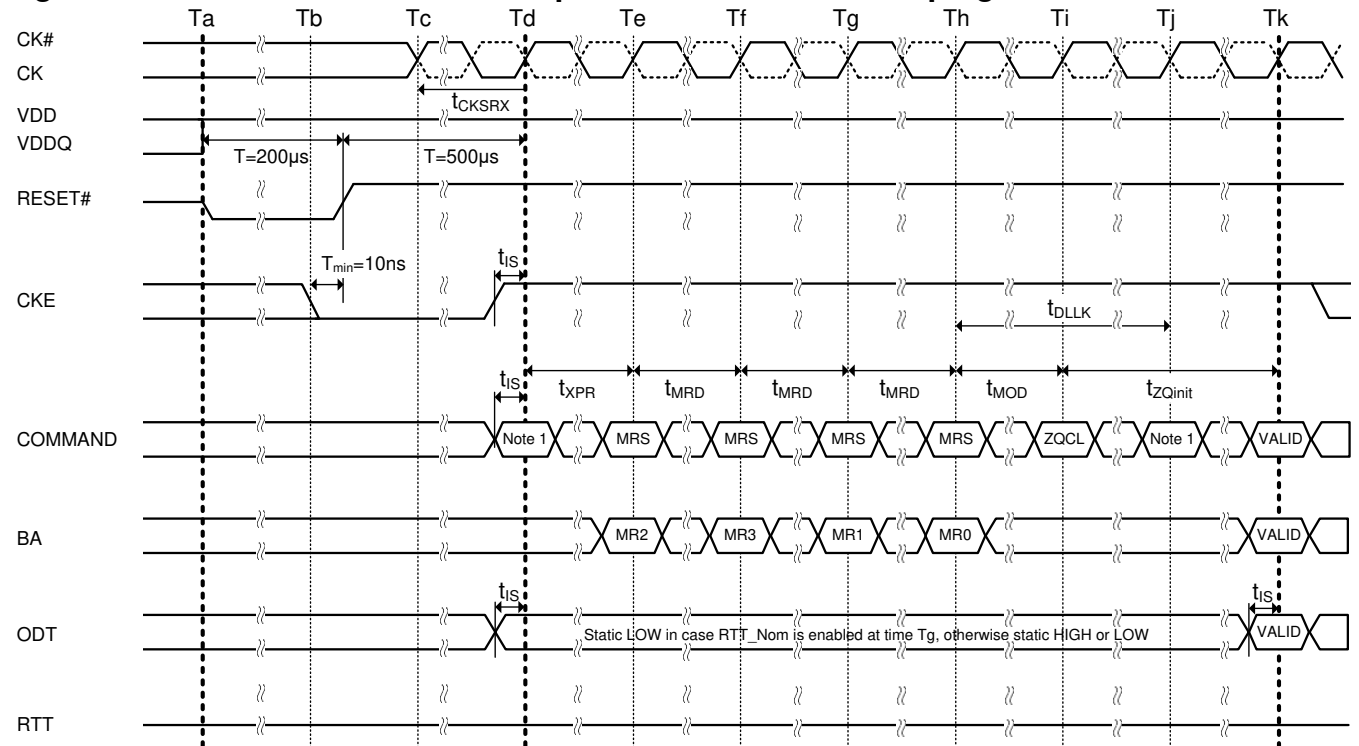 Ta Tb Tc Td Te Tf Tg Th Ti Tj Tk
CK#
CK
tCKSRX
VDD
VDDQ
T=200µs T=500µs
RESET#
Tmin=10ns tIS
CKE
tDLLK
tIS tXPR tMRD tMRD tMRD tMOD tZQinit
COMMAND Note 1 MRS MRS MRS MRS ZQCL Note 1 VALID
BA MR2 MR3 MR1 MR0 VALID
tIS tIS
ODT Static LOW in case RTT_Nom is enabled at time Tg, otherwise static HIGH or LOW VALID
RTT